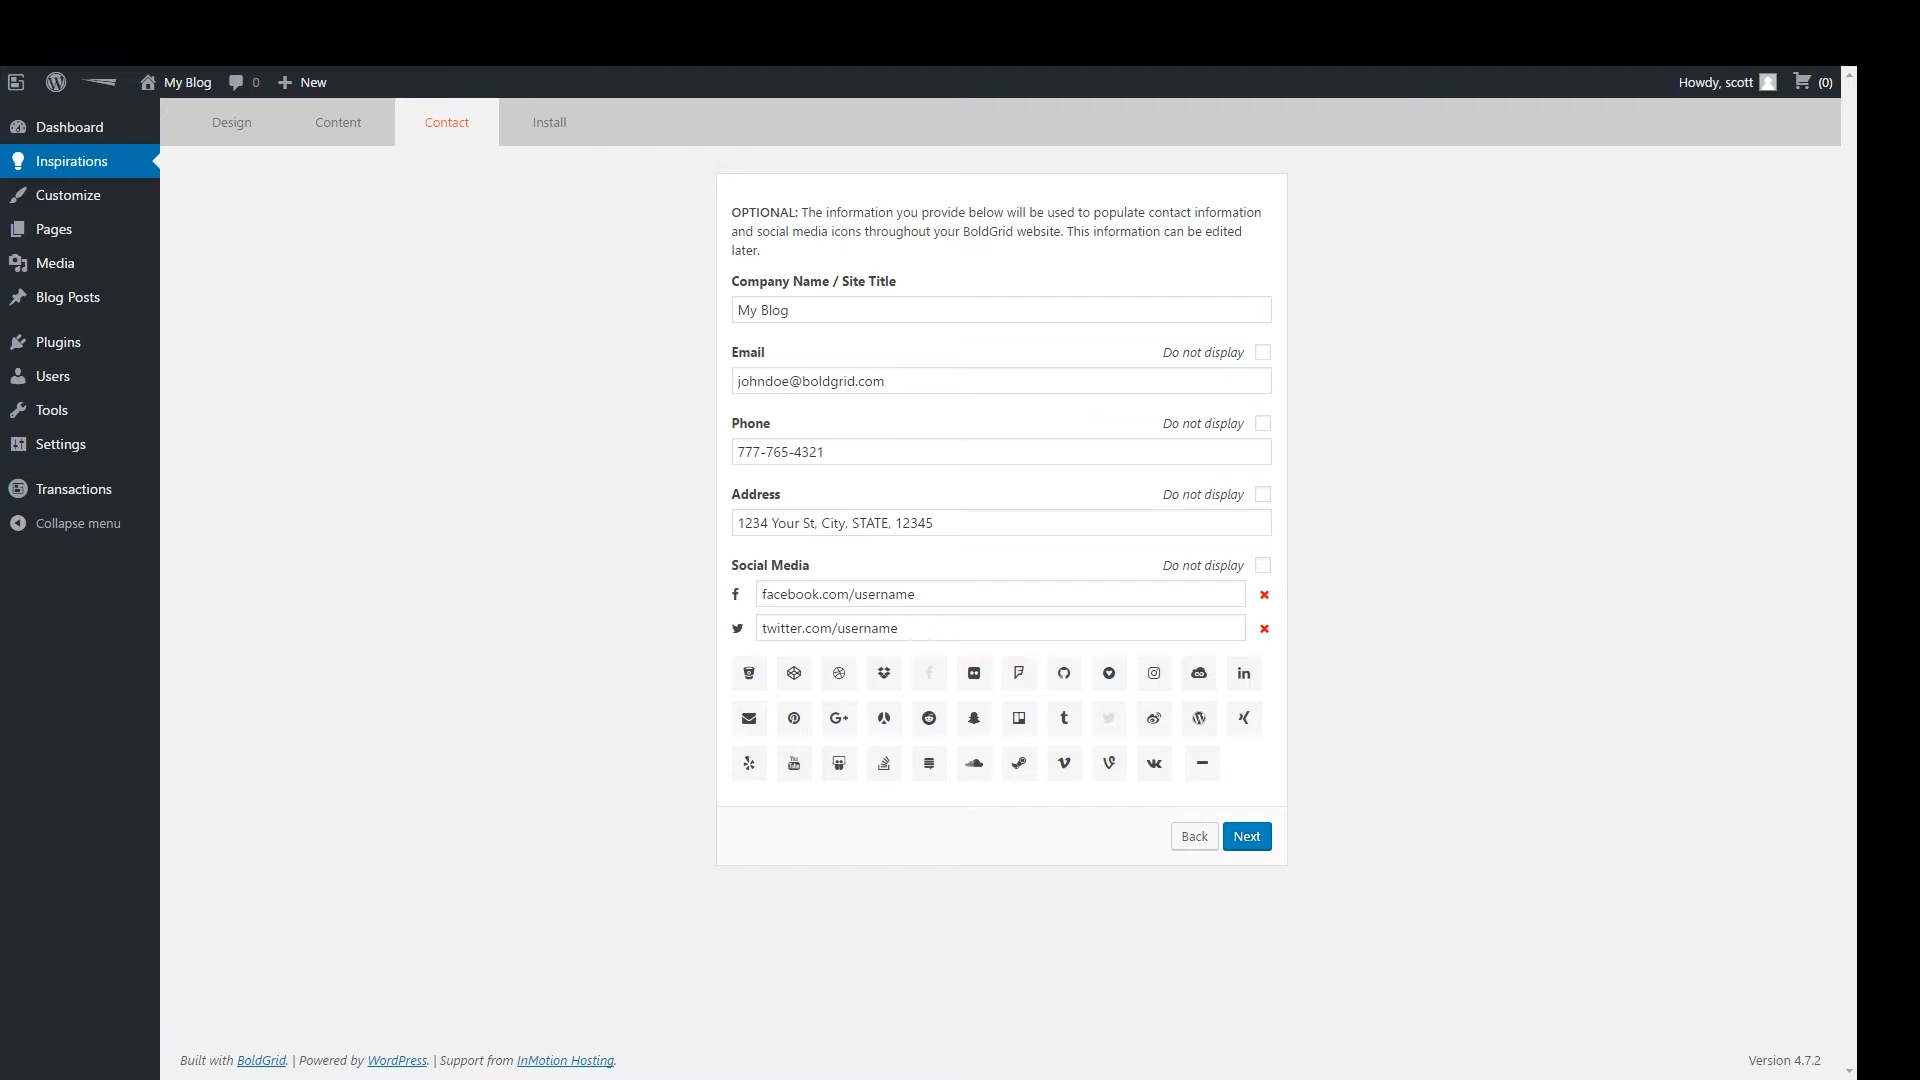 My Blog 0 New Howdy, scott (0)
Dashboard
Inspirations
Customize
Pages
Media
Blog Posts
Plugins
Users
Tools
Settings
Transactions
Collapse menu
Design Content Contact Install
OPTIONAL: The information you provide below will be used to populate contact information
and social media icons throughout your BoldGrid website. This information can be edited
later.
Company Name / Site Title
My Blog
Email Do not display
johndoe@boldgrid.com
Phone Do not display
777-765-4321
Address Do not display
1234 Your St, City, STATE, 12345
Social Media Do not display
facebook.com/username
twitter.com/username
Back Next
Built with BoldGrid. | Powered by WordPress. | Support from InMotion Hosting. Version 4.7.2